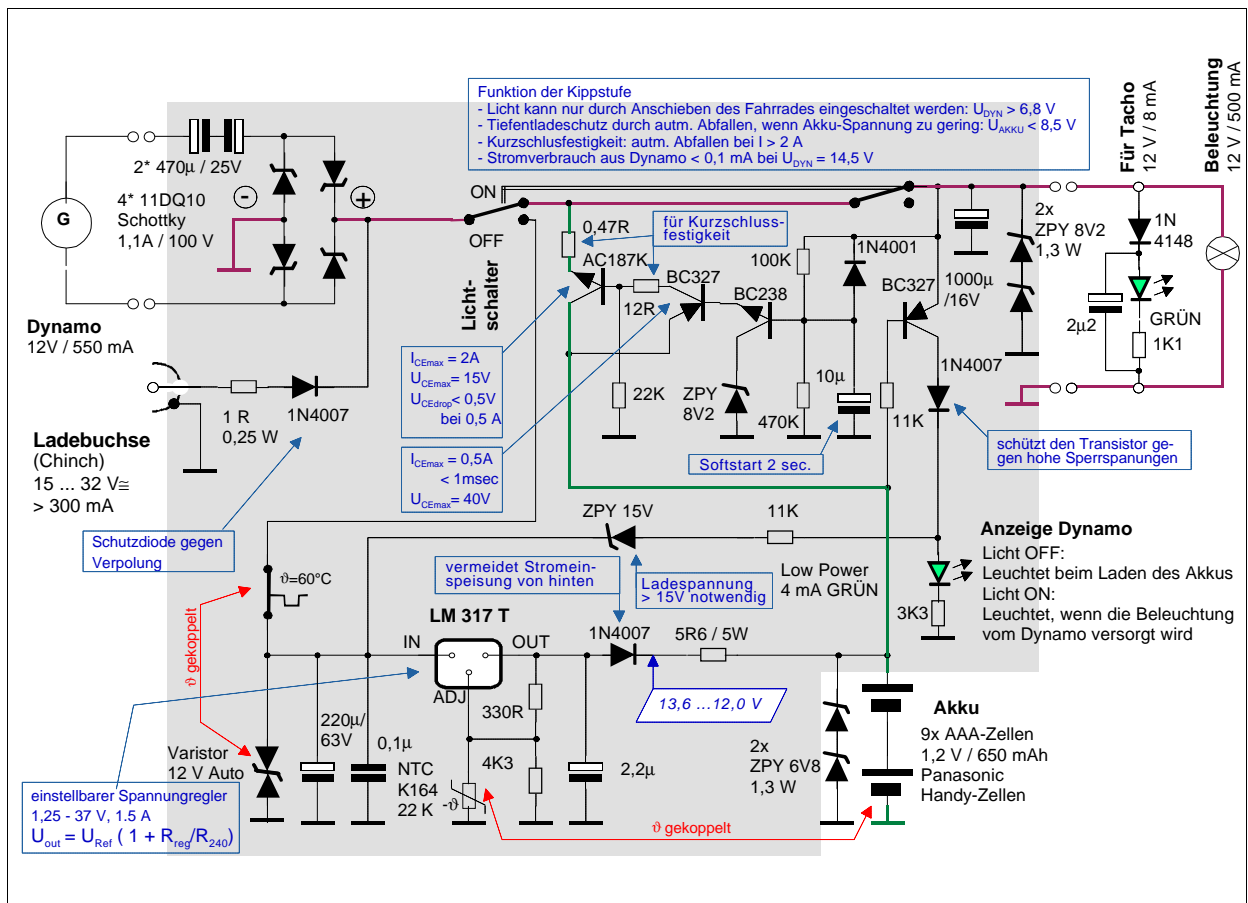 Funktion der Kippstufe
- Licht kann nur durch Anschieben des Fahrrades eingeschaltet werden: U_DYN > 6,8 V
- Tiefentladeschutz durch autm. Abfallen, wenn Akku-Spannung zu gering: U_AKKU < 8,5 V
- Kurzschlusfestigkeit: autm. Abfallen bei I > 2 A
- Stromverbrauch aus Dynamo < 0,1 mA bei U_DYN = 14,5 V
Für Tacho
12 V / 8 mA
Beleuchtung
12 V / 500 mA
2* 470µ / 25V
4* 11DQ10
Schottky
1,1A / 100 V
-
+
G
Dynamo
12V / 550 mA
ON
OFF
Licht-
schalter
0,47R
für Kurzschluss-
festigkeit
AC187K
12R
BC327
BC238
100K
1N4001
BC327
1000µ
/16V
2x
ZPY 8V2
1,3 W
1N
4148
2µ2
GRÜN
1K1
1N4007
I_CEmax = 2A
U_CEmax = 15V
U_CEdrop < 0,5V
bei 0,5 A
22K
ZPY
8V2
470K
10µ
11K
I_CEmax = 0,5A
< 1msec
U_CEmax = 40V
Softstart 2 sec.
schützt den Transistor ge-
gen hohe Sperrspanungen
1 R
0,25 W
1N4007
Ladebuchse
(Chinch)
15 ... 32 V≅
> 300 mA
Schutzdiode gegen
Verpolung
ZPY 15V
11K
vermeidet Stromein-
speisung von hinten
Ladespannung
> 15V notwendig
Low Power
4 mA GRÜN
3K3
Anzeige Dynamo
Licht OFF:
Leuchtet beim Laden des Akkus
Licht ON:
Leuchtet, wenn die Beleuchtung
vom Dynamo versorgt wird
ϑ=60°C
ϑ gekoppelt
LM 317 T
IN
OUT
ADJ
1N4007
5R6 / 5W
13,6 ...12,0 V
330R
4K3
2,2µ
220µ/
63V
0,1µ
NTC
K164
22 K
-ϑ
Varistor
12 V Auto
2x
ZPY 6V8
1,3 W
Akku
9x AAA-Zellen
1,2 V / 650 mAh
Panasonic
Handy-Zellen
ϑ gekoppelt
einstellbarer Spannungregler
1,25 - 37 V, 1.5 A
U_out = U_Ref ( 1 + R_reg/R_240)